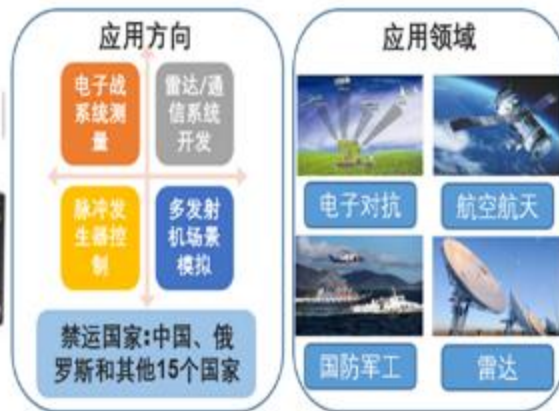 应用方向
电子战
系统测
量
雷达/通
信系统
开发
脉冲发
生器控
制
多发射
机场景
模拟
禁运国家:中国、俄
罗斯和其他15个国家
应用领域
电子对抗
航空航天
国防军工
雷达